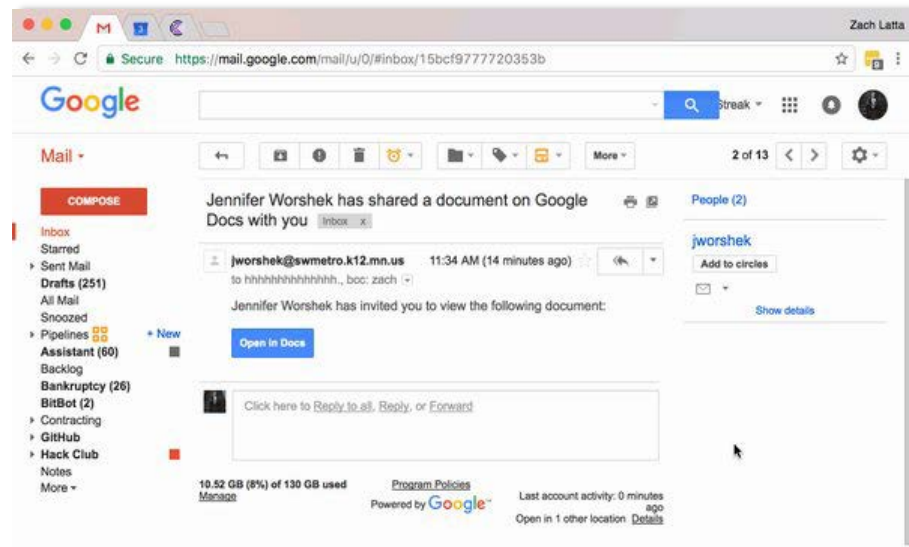 Zach Latta
Secure https://mail.google.com/mail/u/0/#inbox/15bcf9777720353b
Google
Streak
Mail
More
2 of 13
COMPOSE
Inbox
Starred
Sent Mail
Drafts (251)
All Mail
Snoozed
Pipelines + New
Assistant (60)
Backlog
Bankruptcy (26)
BitBot (2)
Contracting
GitHub
Hack Club
Notes
More
Jennifer Worshek has shared a document on Google
Docs with you Inbox x
jworshek@swmetro.k12.mn.us 11:34 AM (14 minutes ago)
to hhhhhhhhhhhhhh., bcc: zach
Jennifer Worshek has invited you to view the following document:
Open in Docs
Click here to Reply to all, Reply, or Forward
10.52 GB (8%) of 130 GB used
Manage
Program Policies
Powered by Google™
Last account activity: 0 minutes
ago
Open in 1 other location Details
People (2)
jworshek
Add to circles
Show details